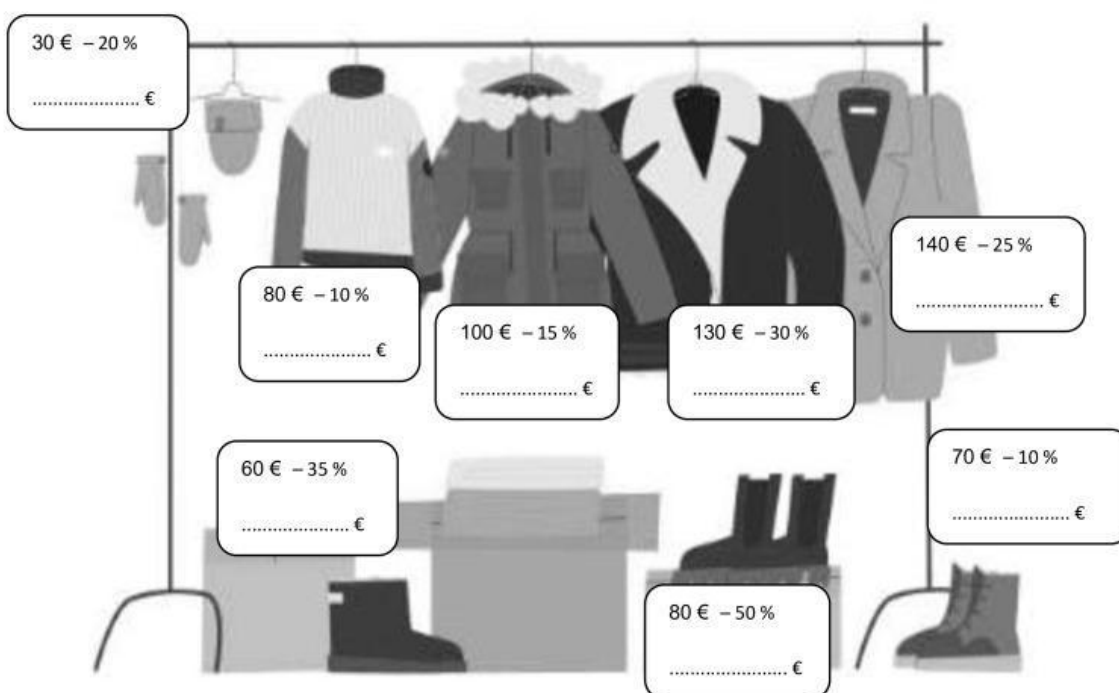 30 € – 20 %
...................... €
80 € – 10 %
...................... €
100 € – 15 %
........................ €
130 € – 30 %
....................... €
140 € – 25 %
.......................... €
60 € – 35 %
...................... €
80 € – 50 %
........................ €
70 € – 10 %
........................ €